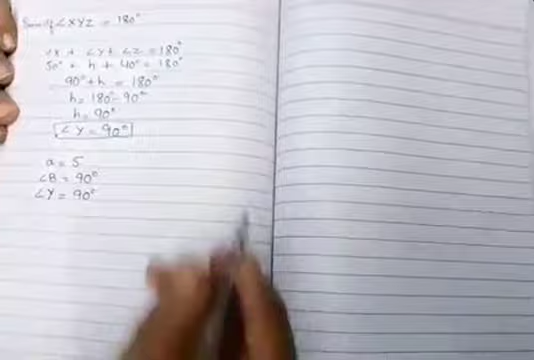 Sum of ∠XYZ = 180°
∠X + ∠Y + ∠Z = 180°
50° + h + 40° = 180°
90° + h = 180°
h = 180° - 90°
h = 90°
∠Y = 90°
a = 5
∠B = 90°
∠Y = 90°